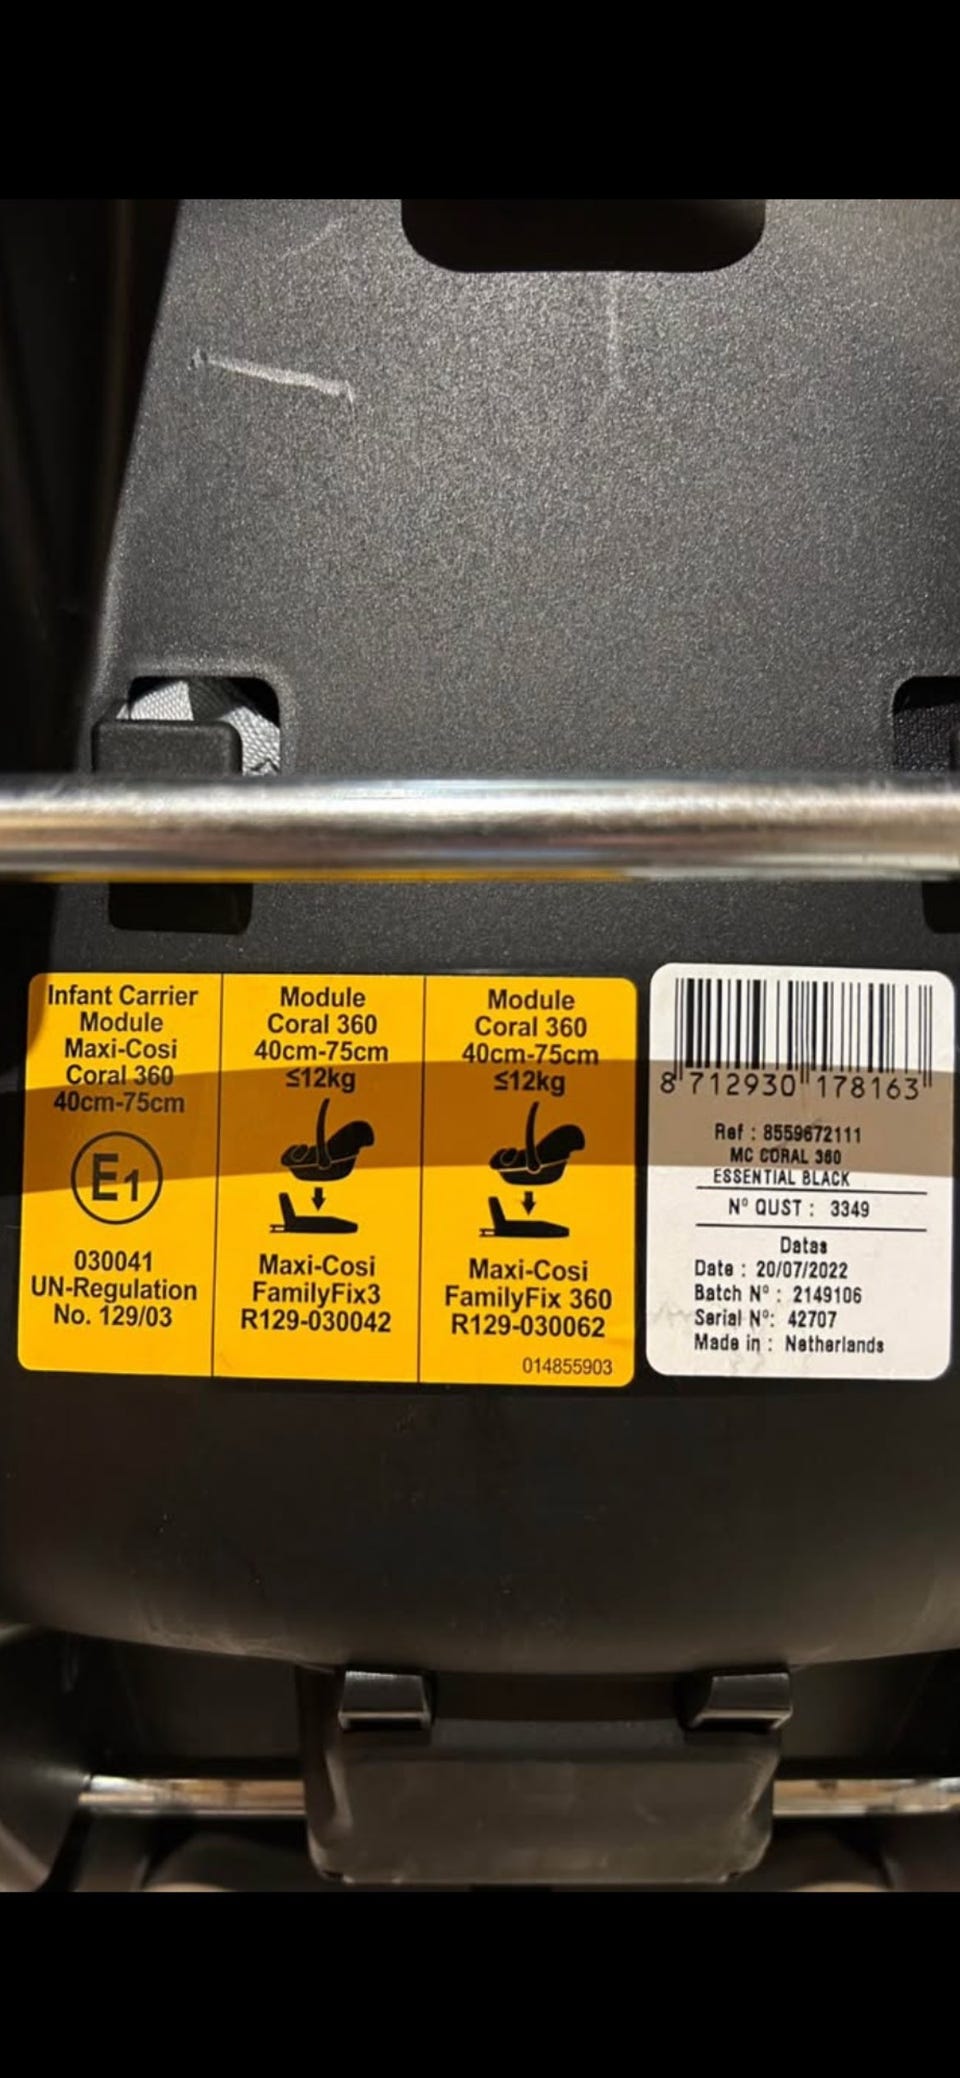 Infant Carrier
Module
Maxi-Cosi
Coral 360
40cm-75cm
E1
030041
UN-Regulation
No. 129/03
Module
Coral 360
40cm-75cm
≤12kg
Maxi-Cosi
FamilyFix3
R129-030042
Module
Coral 360
40cm-75cm
≤12kg
Maxi-Cosi
FamilyFix 360
R129-030062
014855903
8 712930 178163
Ref : 8559672111
MC CORAL 360
ESSENTIAL BLACK
N° QUST : 3349
Datas
Date : 20/07/2022
Batch N° : 2149106
Serial N°: 42707
Made in : Netherlands